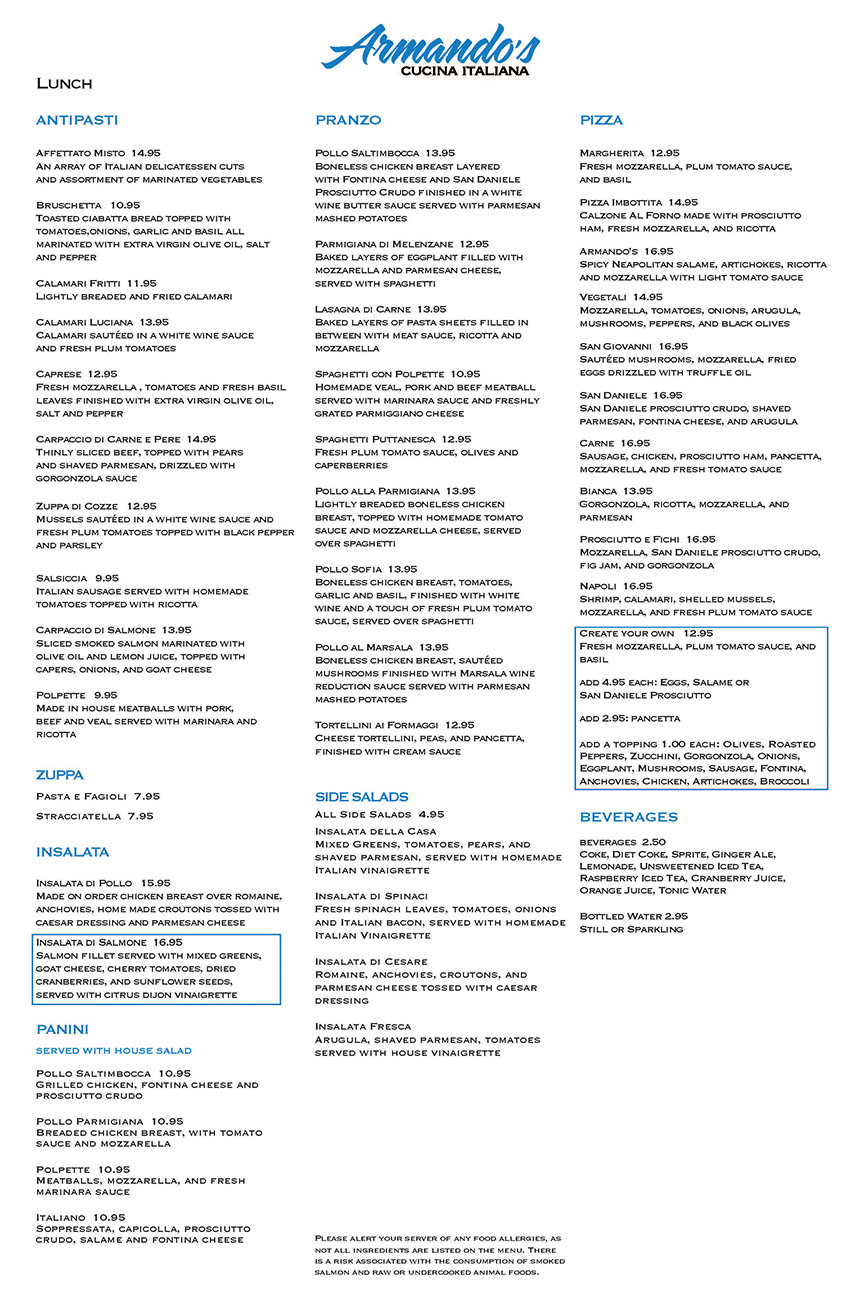 Armando's
CUCINA ITALIANA
LUNCH
ANTIPASTI
AFFETTATO MISTO 14.95
AN ARRAY OF ITALIAN DELICATESSEN CUTS
AND ASSORTMENT OF MARINATED VEGETABLES
BRUSCHETTA 10.95
TOASTED CIABATTA BREAD TOPPED WITH
TOMATOES,ONIONS, GARLIC AND BASIL ALL
MARINATED WITH EXTRA VIRGIN OLIVE OIL, SALT
AND PEPPER
CALAMARI FRITTI 11.95
LIGHTLY BREADED AND FRIED CALAMARI
CALAMARI LUCIANA 13.95
CALAMARI SAUTÉED IN A WHITE WINE SAUCE
AND FRESH PLUM TOMATOES
CAPRESE 12.95
FRESH MOZZARELLA , TOMATOES AND FRESH BASIL
LEAVES FINISHED WITH EXTRA VIRGIN OLIVE OIL,
SALT AND PEPPER
CARPACCIO DI CARNE E PERE 14.95
THINLY SLICED BEEF, TOPPED WITH PEARS
AND SHAVED PARMESAN, DRIZZLED WITH
GORGONZOLA SAUCE
ZUPPA DI COZZE 12.95
MUSSELS SAUTÉED IN A WHITE WINE SAUCE AND
FRESH PLUM TOMATOES TOPPED WITH BLACK PEPPER
AND PARSLEY
SALSICCIA 9.95
ITALIAN SAUSAGE SERVED WITH HOMEMADE
TOMATOES TOPPED WITH RICOTTA
CARPACCIO DI SALMONE 13.95
SLICED SMOKED SALMON MARINATED WITH
OLIVE OIL AND LEMON JUICE, TOPPED WITH
CAPERS, ONIONS, AND GOAT CHEESE
POLPETTE 9.95
MADE IN HOUSE MEATBALLS WITH PORK,
BEEF AND VEAL SERVED WITH MARINARA AND
RICOTTA
ZUPPA
PASTA E FAGIOLI 7.95
STRACCIATELLA 7.95
INSALATA
INSALATA DI POLLO 15.95
MADE ON ORDER CHICKEN BREAST OVER ROMAINE,
ANCHOVIES, HOME MADE CROUTONS TOSSED WITH
CAESAR DRESSING AND PARMESAN CHEESE
INSALATA DI SALMONE 16.95
SALMON FILLET SERVED WITH MIXED GREENS,
GOAT CHEESE, CHERRY TOMATOES, DRIED
CRANBERRIES, AND SUNFLOWER SEEDS,
SERVED WITH CITRUS DIJON VINAIGRETTE
PANINI
SERVED WITH HOUSE SALAD
POLLO SALTIMBOCCA 10.95
GRILLED CHICKEN, FONTINA CHEESE AND
PROSCIUTTO CRUDO
POLLO PARMIGIANA 10.95
BREADED CHICKEN BREAST, WITH TOMATO
SAUCE AND MOZZARELLA
POLPETTE 10.95
MEATBALLS, MOZZARELLA, AND FRESH
MARINARA SAUCE
ITALIANO 10.95
SOPPRESSATA, CAPICOLLA, PROSCIUTTO
CRUDO, SALAME AND FONTINA CHEESE
PRANZO
POLLO SALTIMBOCCA 13.95
BONELESS CHICKEN BREAST LAYERED
WITH FONTINA CHEESE AND SAN DANIELE
PROSCIUTTO CRUDO FINISHED IN A WHITE
WINE BUTTER SAUCE SERVED WITH PARMESAN
MASHED POTATOES
PARMIGIANA DI MELENZANE 12.95
BAKED LAYERS OF EGGPLANT FILLED WITH
MOZZARELLA AND PARMESAN CHEESE,
SERVED WITH SPAGHETTI
LASAGNA DI CARNE 13.95
BAKED LAYERS OF PASTA SHEETS FILLED IN
BETWEEN WITH MEAT SAUCE, RICOTTA AND
MOZZARELLA
SPAGHETTI CON POLPETTE 10.95
HOMEMADE VEAL, PORK AND BEEF MEATBALL
SERVED WITH MARINARA SAUCE AND FRESHLY
GRATED PARMIGGIANO CHEESE
SPAGHETTI PUTTANESCA 12.95
FRESH PLUM TOMATO SAUCE, OLIVES AND
CAPERBERRIES
POLLO ALLA PARMIGIANA 13.95
LIGHTLY BREADED BONELESS CHICKEN
BREAST, TOPPED WITH HOMEMADE TOMATO
SAUCE AND MOZZARELLA CHEESE, SERVED
OVER SPAGHETTI
POLLO SOFIA 13.95
BONELESS CHICKEN BREAST, TOMATOES,
GARLIC AND BASIL, FINISHED WITH WHITE
WINE AND A TOUCH OF FRESH PLUM TOMATO
SAUCE, SERVED OVER SPAGHETTI
POLLO AL MARSALA 13.95
BONELESS CHICKEN BREAST, SAUTÉED
MUSHROOMS FINISHED WITH MARSALA WINE
REDUCTION SAUCE SERVED WITH PARMESAN
MASHED POTATOES
TORTELLINI AI FORMAGGI 12.95
CHEESE TORTELLINI, PEAS, AND PANCETTA,
FINISHED WITH CREAM SAUCE
SIDE SALADS
ALL SIDE SALADS 4.95
INSALATA DELLA CASA
MIXED GREENS, TOMATOES, PEARS, AND
SHAVED PARMESAN, SERVED WITH HOMEMADE
ITALIAN VINAIGRETTE
INSALATA DI SPINACI
FRESH SPINACH LEAVES, TOMATOES, ONIONS
AND ITALIAN BACON, SERVED WITH HOMEMADE
ITALIAN VINAIGRETTE
INSALATA DI CESARE
ROMAINE, ANCHOVIES, CROUTONS, AND
PARMESAN CHEESE TOSSED WITH CAESAR
DRESSING
INSALATA FRESCA
ARUGULA, SHAVED PARMESAN, TOMATOES
SERVED WITH HOUSE VINAIGRETTE
PLEASE ALERT YOUR SERVER OF ANY FOOD ALLERGIES, AS
NOT ALL INGREDIENTS ARE LISTED ON THE MENU. THERE
IS A RISK ASSOCIATED WITH THE CONSUMPTION OF SMOKED
SALMON AND RAW OR UNDERCOOKED ANIMAL FOODS.
PIZZA
MARGHERITA 12.95
FRESH MOZZARELLA, PLUM TOMATO SAUCE,
AND BASIL
PIZZA IMBOTTITA 14.95
CALZONE AL FORNO MADE WITH PROSCIUTTO
HAM, FRESH MOZZARELLA, AND RICOTTA
ARMANDO'S 16.95
SPICY NEAPOLITAN SALAME, ARTICHOKES, RICOTTA
AND MOZZARELLA WITH LIGHT TOMATO SAUCE
VEGETALI 14.95
MOZZARELLA, TOMATOES, ONIONS, ARUGULA,
MUSHROOMS, PEPPERS, AND BLACK OLIVES
SAN GIOVANNI 16.95
SAUTÉED MUSHROOMS, MOZZARELLA, FRIED
EGGS DRIZZLED WITH TRUFFLE OIL
SAN DANIELE 16.95
SAN DANIELE PROSCIUTTO CRUDO, SHAVED
PARMESAN, FONTINA CHEESE, AND ARUGULA
CARNE 16.95
SAUSAGE, CHICKEN, PROSCIUTTO HAM, PANCETTA,
MOZZARELLA, AND FRESH TOMATO SAUCE
BIANCA 13.95
GORGONZOLA, RICOTTA, MOZZARELLA, AND
PARMESAN
PROSCIUTTO E FICHI 16.95
MOZZARELLA, SAN DANIELE PROSCIUTTO CRUDO,
FIG JAM, AND GORGONZOLA
NAPOLI 16.95
SHRIMP, CALAMARI, SHELLED MUSSELS,
MOZZARELLA, AND FRESH PLUM TOMATO SAUCE
CREATE YOUR OWN 12.95
FRESH MOZZARELLA, PLUM TOMATO SAUCE, AND
BASIL
ADD 4.95 EACH: EGGS, SALAME OR
SAN DANIELE PROSCIUTTO
ADD 2.95: PANCETTA
ADD A TOPPING 1.00 EACH: OLIVES, ROASTED
PEPPERS, ZUCCHINI, GORGONZOLA, ONIONS,
EGGPLANT, MUSHROOMS, SAUSAGE, FONTINA,
ANCHOVIES, CHICKEN, ARTICHOKES, BROCCOLI
BEVERAGES
BEVERAGES 2.50
COKE, DIET COKE, SPRITE, GINGER ALE,
LEMONADE, UNSWEETENED ICED TEA,
RASPBERRY ICED TEA, CRANBERRY JUICE,
ORANGE JUICE, TONIC WATER
BOTTLED WATER 2.95
STILL OR SPARKLING